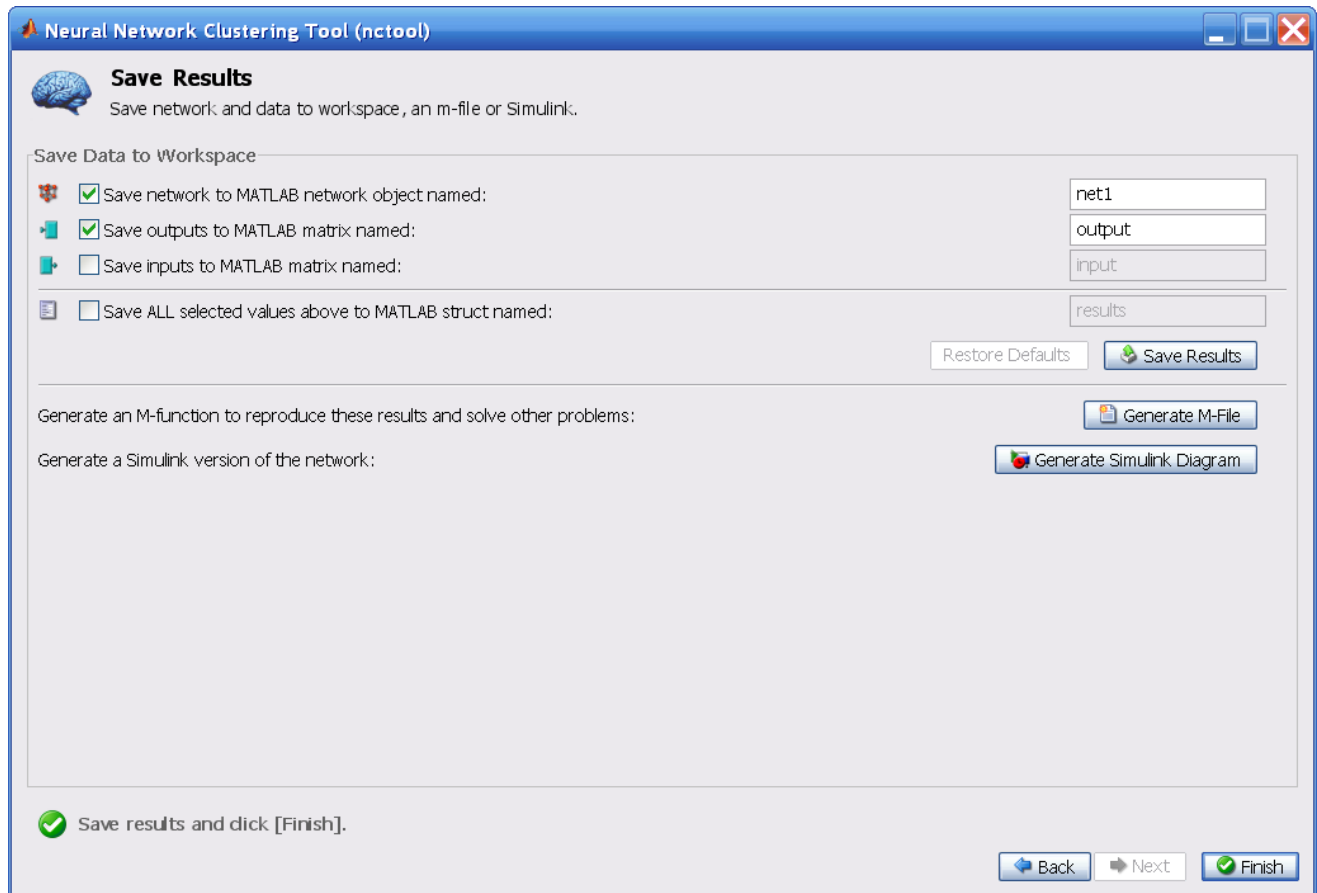 Neural Network Clustering Tool (nctool)
Save Results
Save network and data to workspace, an m-file or Simulink.
Save Data to Workspace
Save network to MATLAB network object named:
net1
Save outputs to MATLAB matrix named:
output
Save inputs to MATLAB matrix named:
input
Save ALL selected values above to MATLAB struct named:
results
Restore Defaults
Save Results
Generate an M-function to reproduce these results and solve other problems:
Generate M-File
Generate a Simulink version of the network:
Generate Simulink Diagram
Save results and click [Finish].
Back
Next
Finish